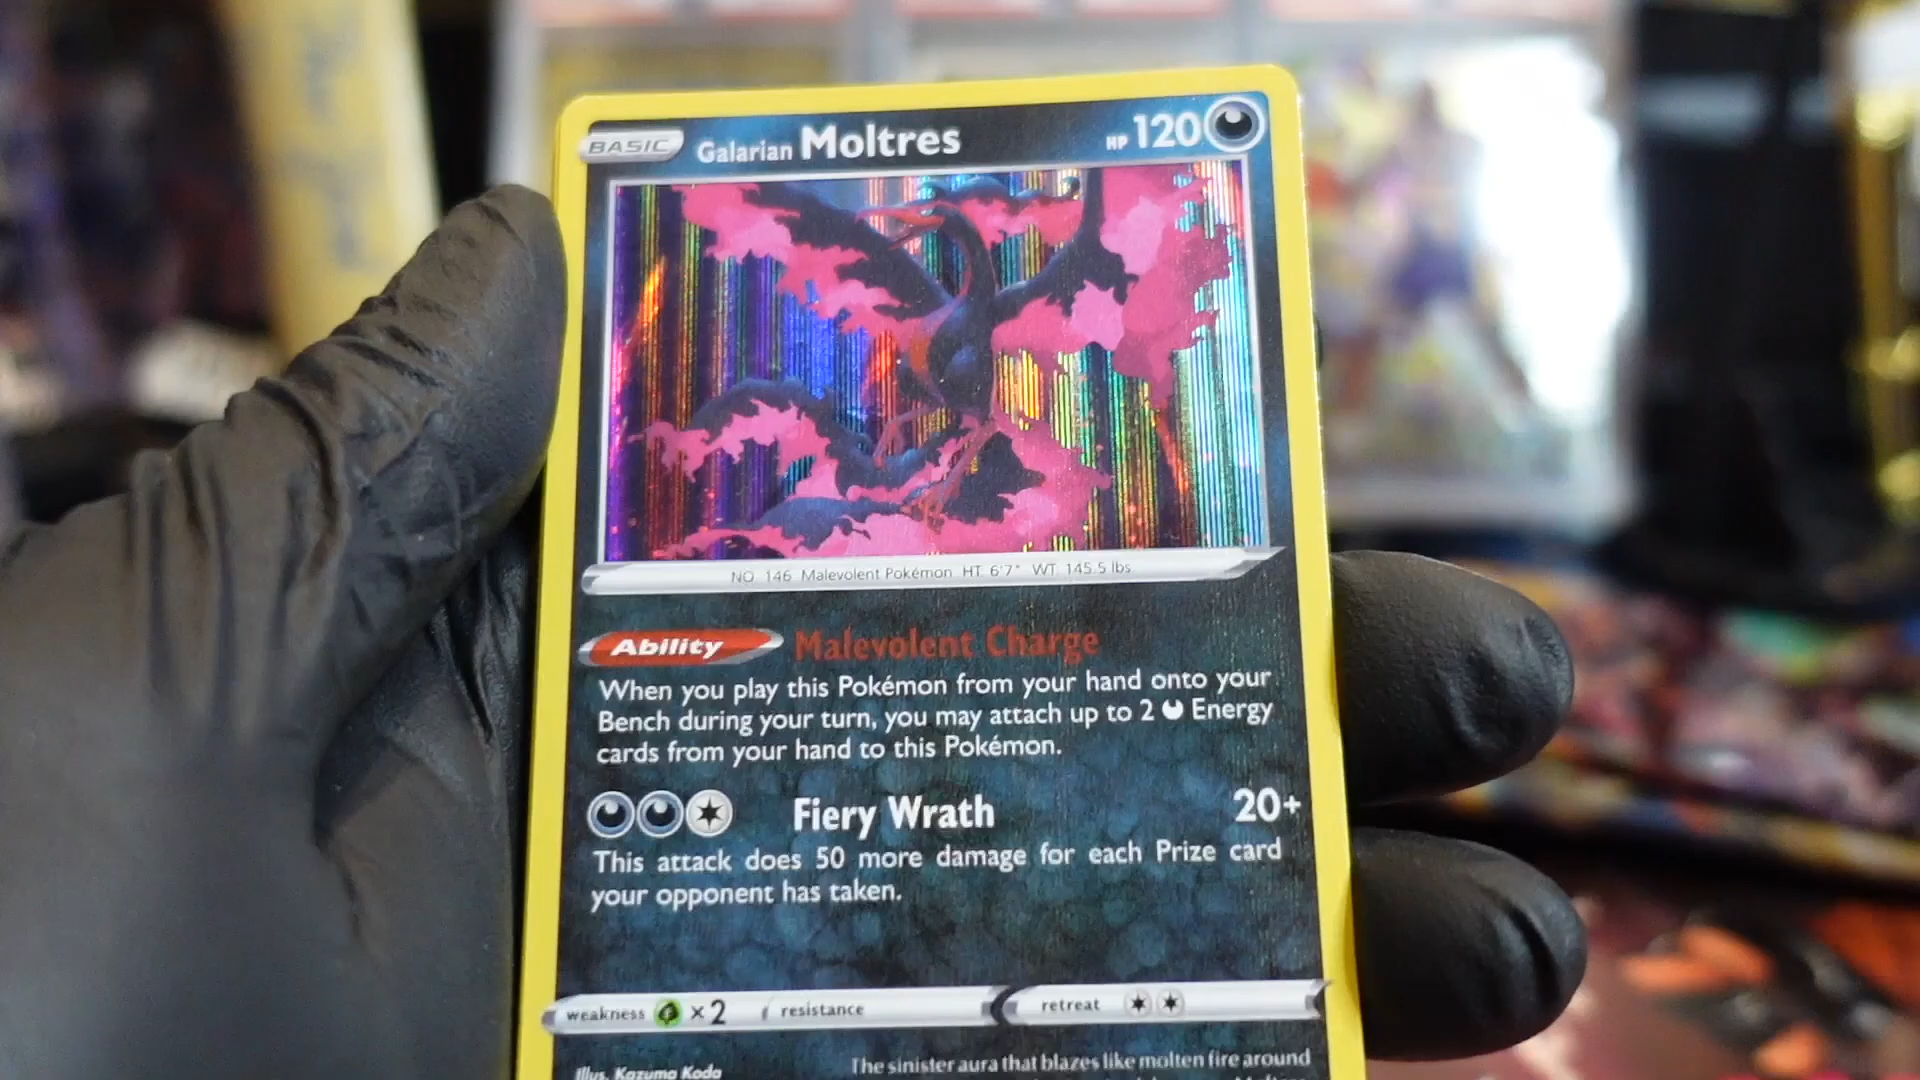 BASIC Galarian Moltres HP 120
NO. 146 Malevolent Pokémon HT. 6'7" WT. 145.5 lbs.
Ability Malevolent Charge
When you play this Pokémon from your hand onto your
Bench during your turn, you may attach up to 2 Energy
cards from your hand to this Pokémon.
Fiery Wrath 20+
This attack does 50 more damage for each Prize card
your opponent has taken.
weakness ×2 resistance retreat
Illus. Kazuma Koda
The sinister aura that blazes like molten fire around